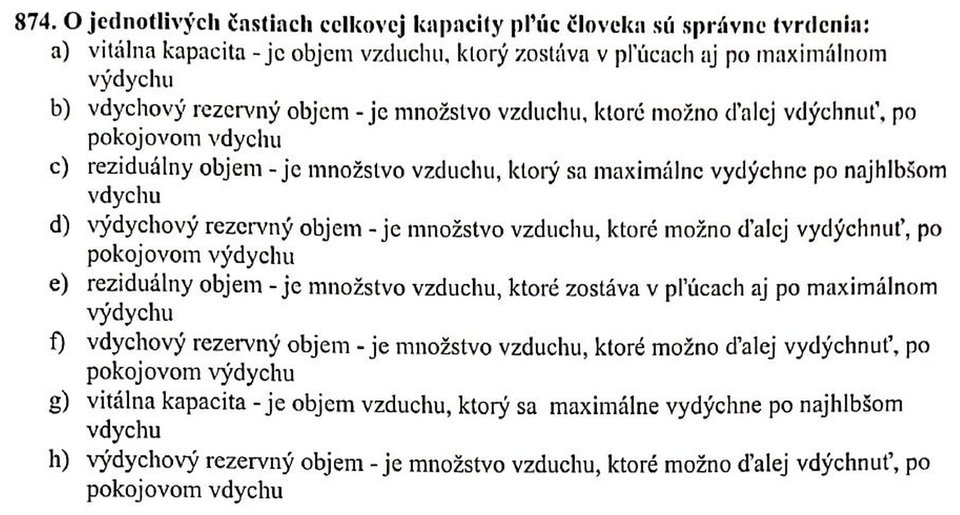 874. O jednotlivých častiach celkovej kapacity pľúc človeka sú správne tvrdenia:
a) vitálna kapacita - je objem vzduchu, ktorý zostáva v pľúcach aj po maximálnom
výdychu
b) vdychový rezervný objem - je množstvo vzduchu, ktoré možno ďalej vdýchnuť, po
pokojovom vdychu
c) reziduálny objem - je množstvo vzduchu, ktorý sa maximálne vydýchne po najhlbšom
vdychu
d) výdychový rezervný objem - je množstvo vzduchu, ktoré možno ďalej vydýchnuť, po
pokojovom výdychu
e) reziduálny objem - je množstvo vzduchu, ktoré zostáva v pľúcach aj po maximálnom
výdychu
f) vdychový rezervný objem - je množstvo vzduchu, ktoré možno ďalej vydýchnuť, po
pokojovom výdychu
g) vitálna kapacita - je objem vzduchu, ktorý sa maximálne vydýchne po najhlbšom
vdychu
h) výdychový rezervný objem - je množstvo vzduchu, ktoré možno ďalej vdýchnuť, po
pokojovom vdychu